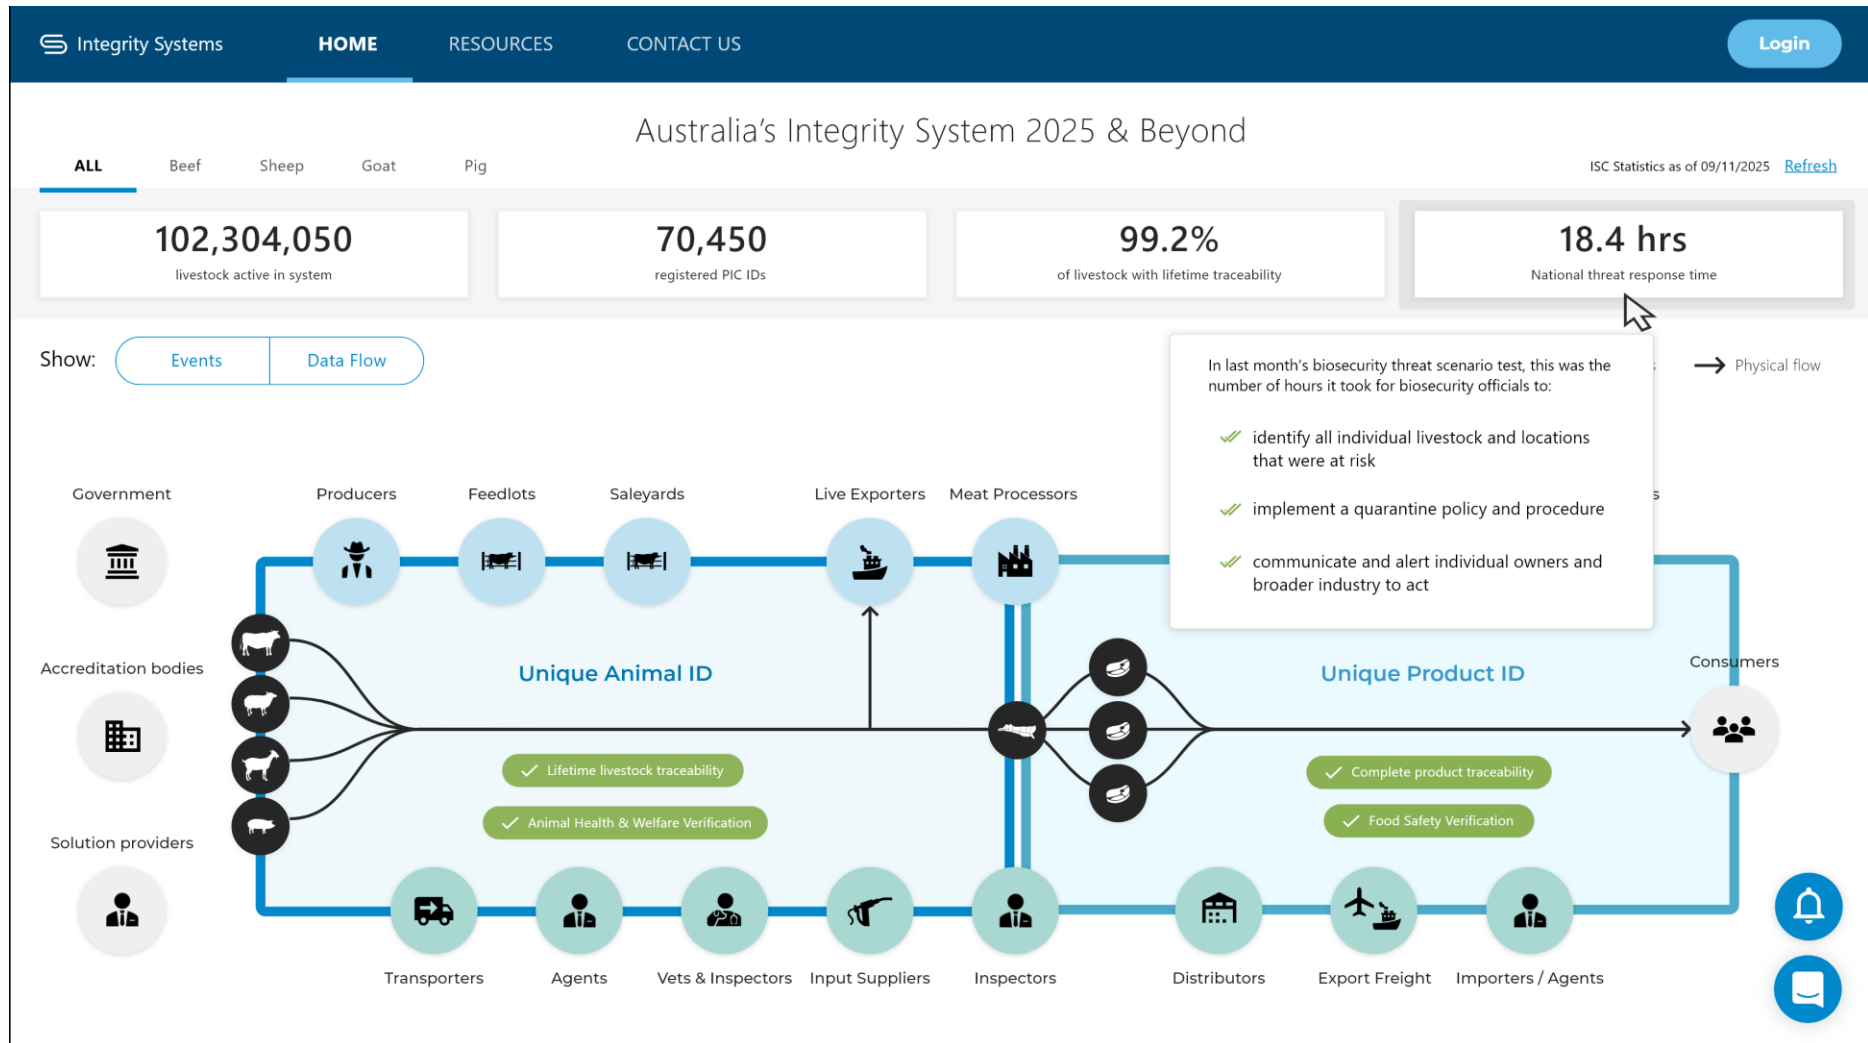 Integrity Systems
HOME
RESOURCES
CONTACT US
Login
Australia’s Integrity System 2025 & Beyond
ALL
Beef
Sheep
Goat
Pig
ISC Statistics as of 09/11/2025 Refresh
102,304,050
livestock active in system
70,450
registered PIC IDs
99.2%
of livestock with lifetime traceability
18.4 hrs
National threat response time
Show:
Events
Data Flow
Physical flow
In last month’s biosecurity threat scenario test, this was the
number of hours it took for biosecurity officials to:
identify all individual livestock and locations
that were at risk
implement a quarantine policy and procedure
communicate and alert individual owners and
broader industry to act
Government
Producers
Feedlots
Saleyards
Live Exporters
Meat Processors
Accreditation bodies
Unique Animal ID
Unique Product ID
Consumers
Lifetime livestock traceability
Animal Health & Welfare Verification
Complete product traceability
Food Safety Verification
Solution providers
Transporters
Agents
Vets & Inspectors
Input Suppliers
Inspectors
Distributors
Export Freight
Importers / Agents